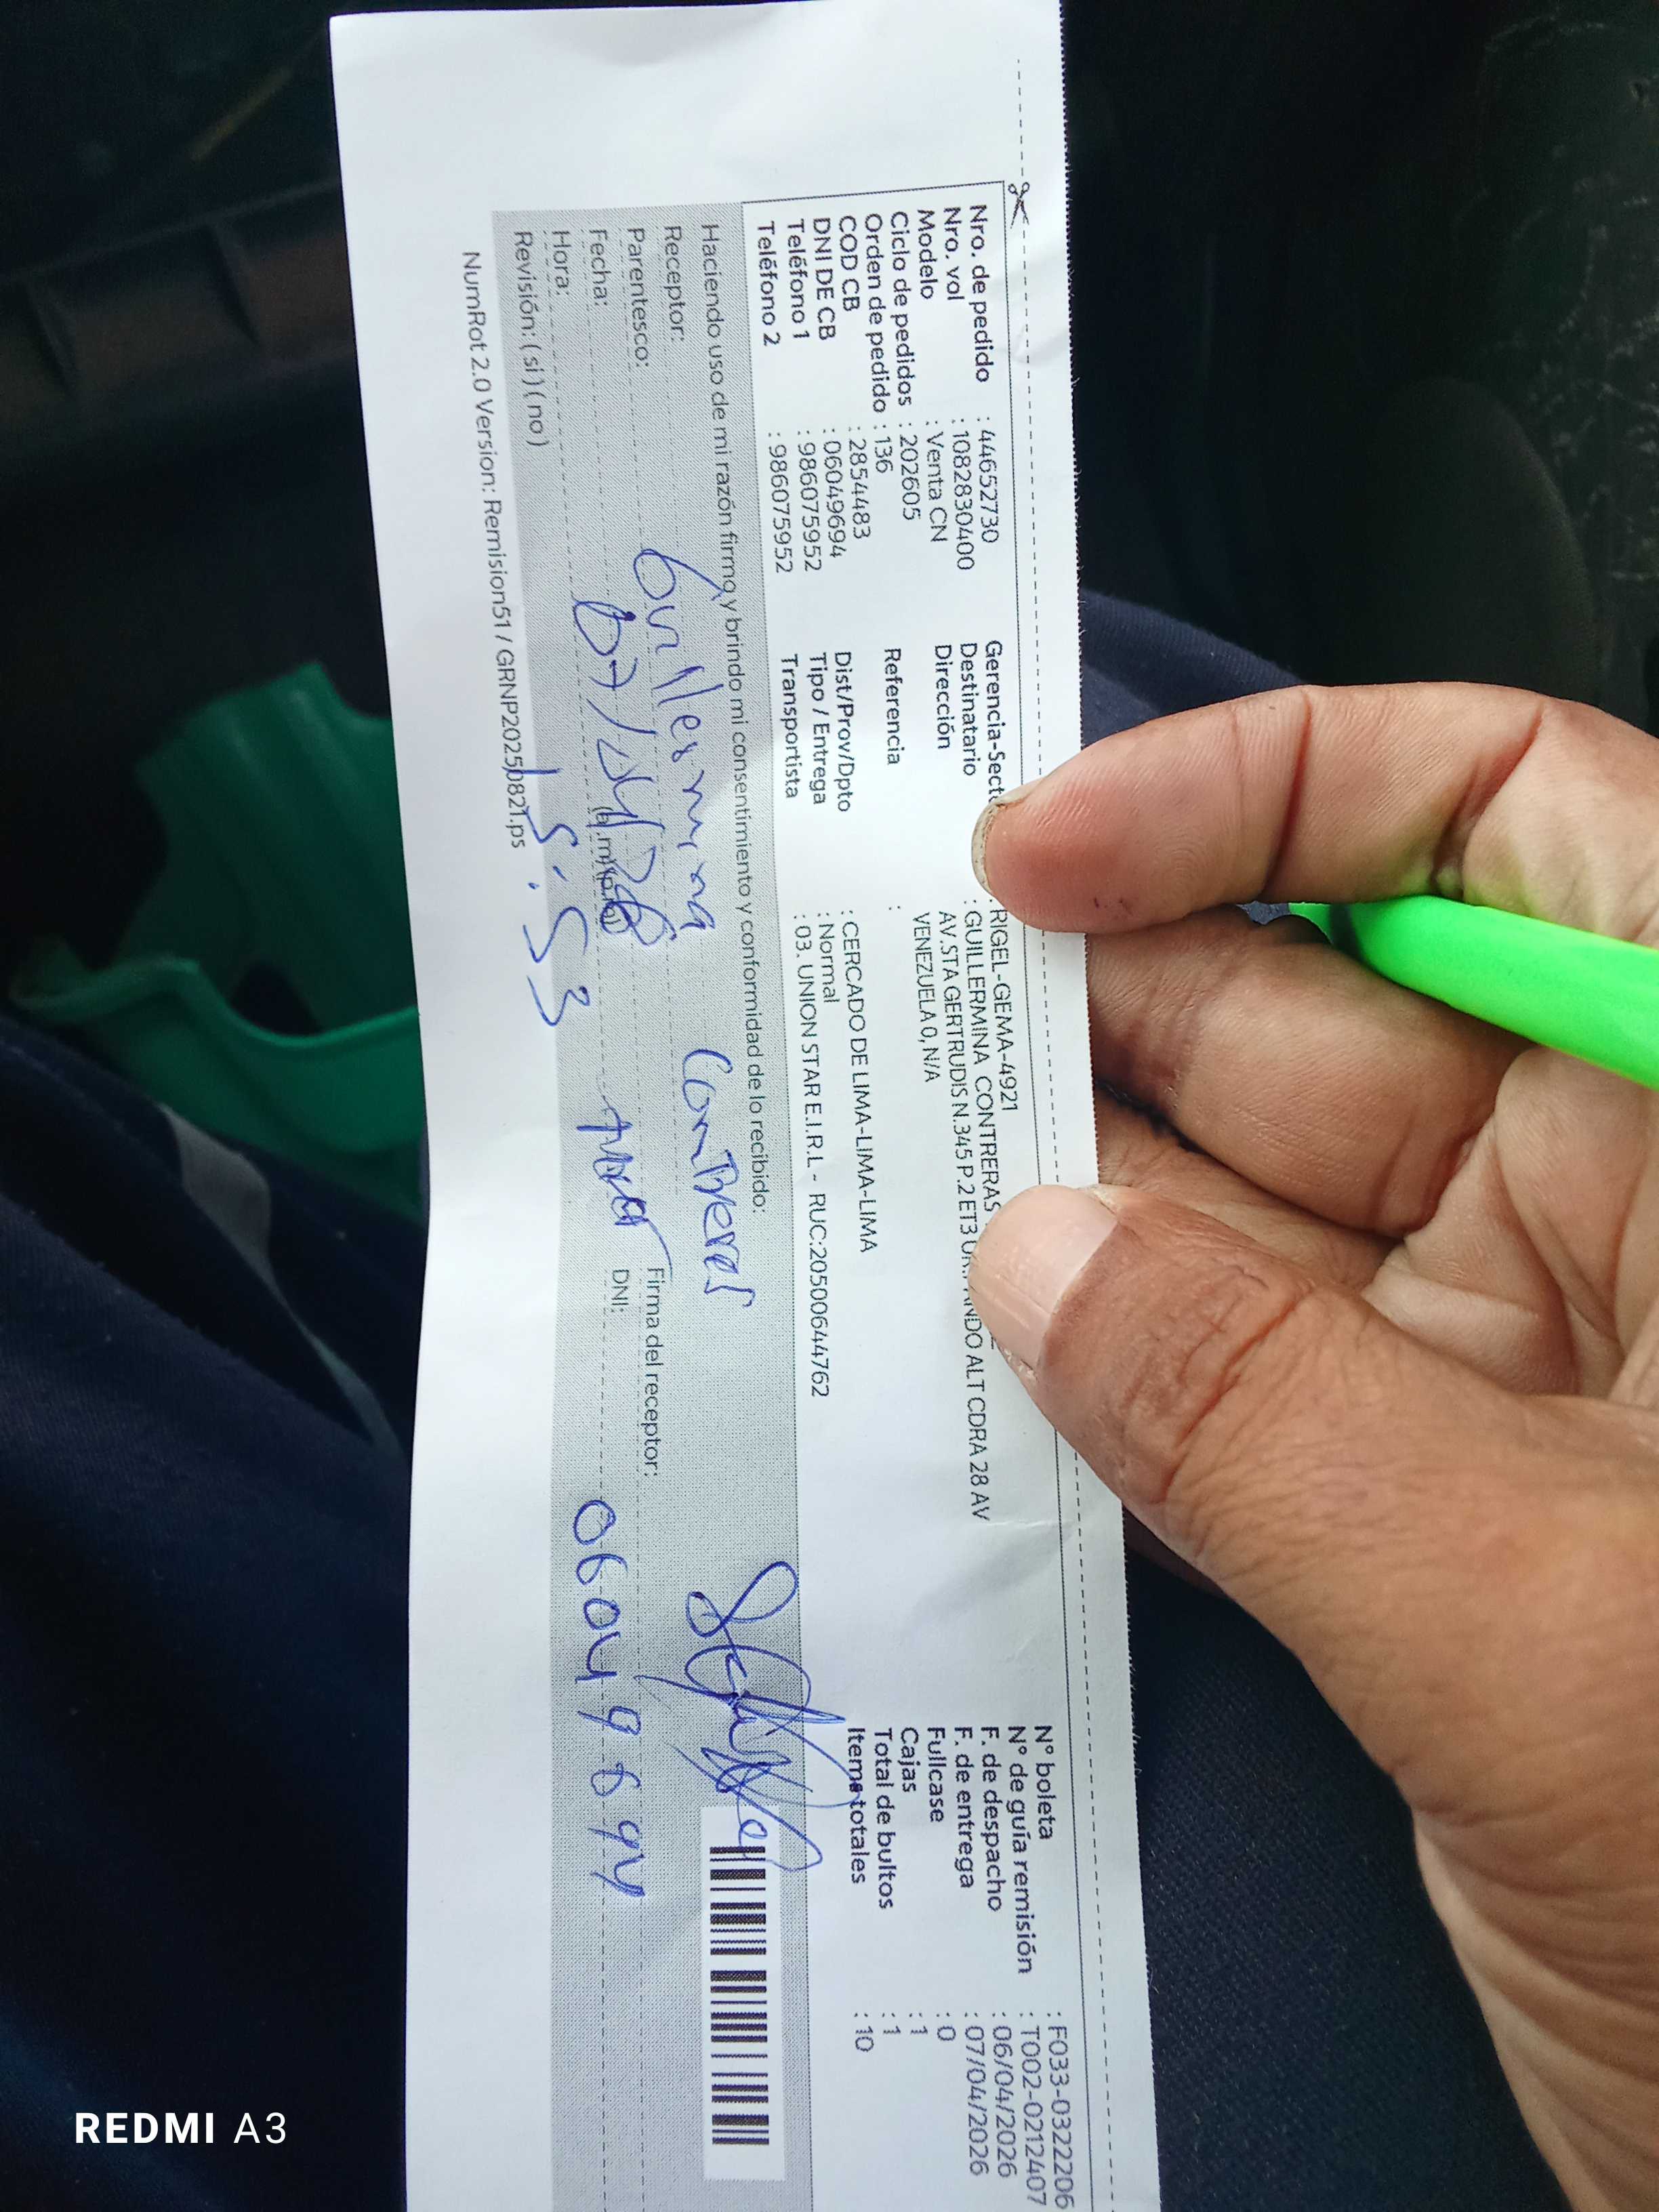 Nro. de pedido : 44652730
Nro. vol : 1082830400
Modelo : Venta CN
Ciclo de pedidos : 202605
Orden de pedido : 136
COD CB : 2854483
DNI DE CB : 06049694
Teléfono 1 : 986075952
Teléfono 2 : 986075952
Gerencia-Sect : RIGEL-GEMA-4921
Destinatario : GUILLERMINA CONTRERAS
Dirección : AV.STA GERTRUDIS N.345 P.2 ET3 ANDO ALT CDRA 28 AV
VENEZUELA 0, N/A
Referencia :
Dist/Prov/Dpto : CERCADO DE LIMA-LIMA-LIMA
Tipo / Entrega : Normal
Transportista : 03. UNION STAR E.I.R.L - RUC:20500644762
N° boleta : F033-0322206
N° de guía remisión : T002-0212407
F. de despacho : 06/04/2026
F. de entrega : 07/04/2026
Fullcase : 0
Cajas : 1
Total de bultos : 1
Items totales : 10
Haciendo uso de mi razón firmo y brindo mi consentimiento y conformidad de lo recibido:
Receptor: Guillermina Contreras
Parentesco:
Firma del receptor:
Fecha: 07/04/26
DNI: 06049694
Hora: 5:53
Revisión: ( sí ) ( no )
NumRot 2.0 Version: Remision51 / GRNP20250821.ps
REDMI A3